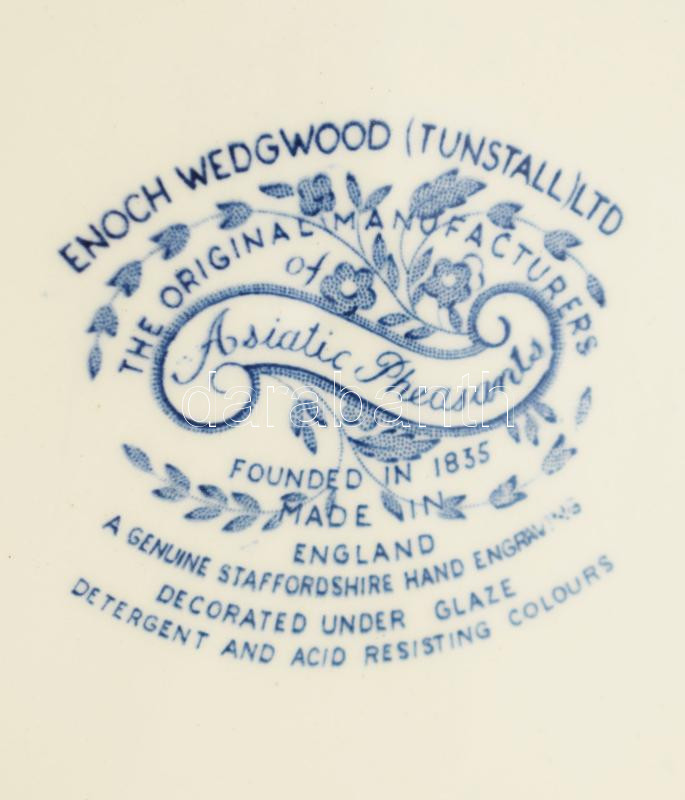 ENOCH WEDGWOOD (TUNSTALL) LTD
THE ORIGINAL MANUFACTURERS
of
Asiatic Pheasants
darabanth
FOUNDED IN 1835
MADE IN
ENGLAND
A GENUINE STAFFORDSHIRE HAND ENGRAVING
DECORATED UNDER GLAZE
DETERGENT AND ACID RESISTING COLOURS